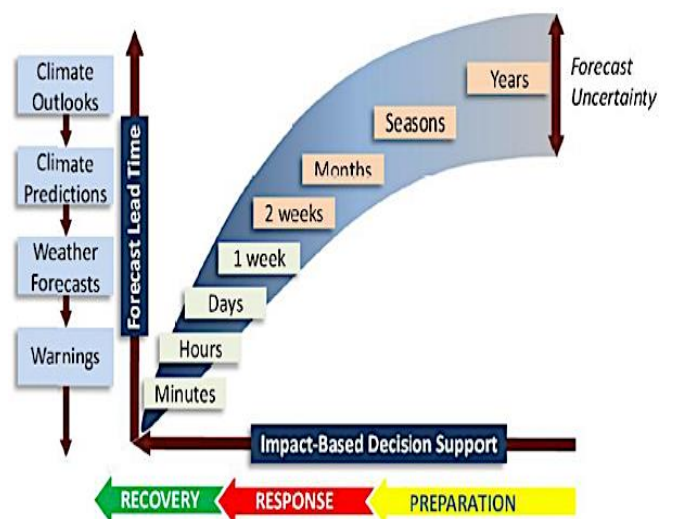 Climate
Outlooks
Climate
Predictions
Weather
Forecasts
Warnings
Forecast Lead Time
Years
Seasons
Months
2 weeks
1 week
Days
Hours
Minutes
Forecast
Uncertainty
Impact-Based Decision Support
RECOVERY
RESPONSE
PREPARATION